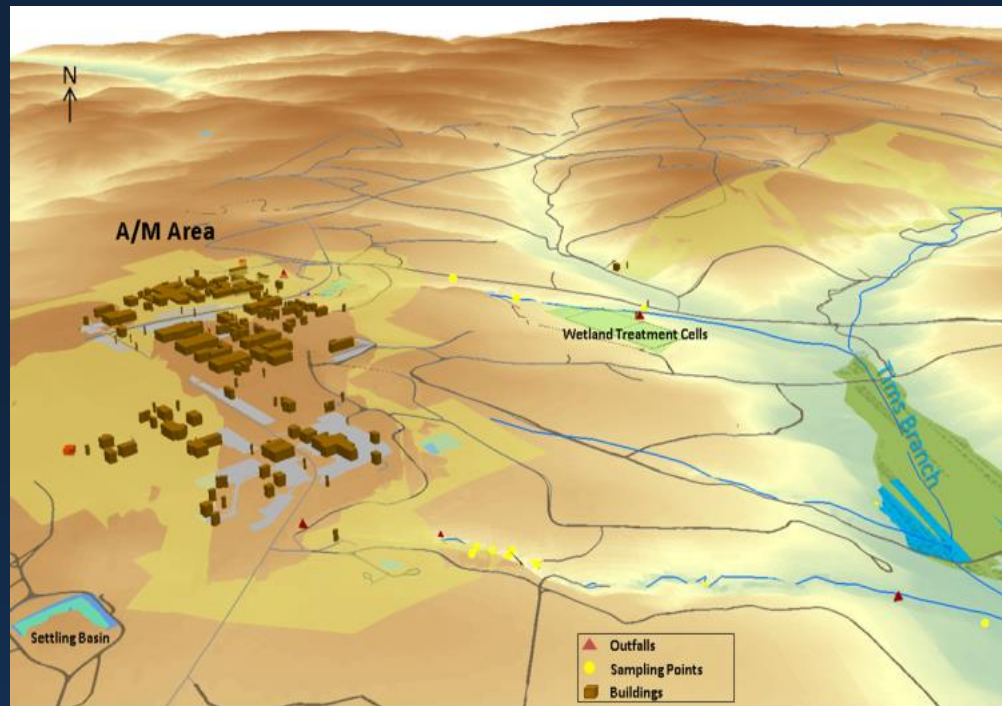 N
A/M Area
Wetland Treatment Cells
Tims Branch
Settling Basin
Outfalls
Sampling Points
Buildings